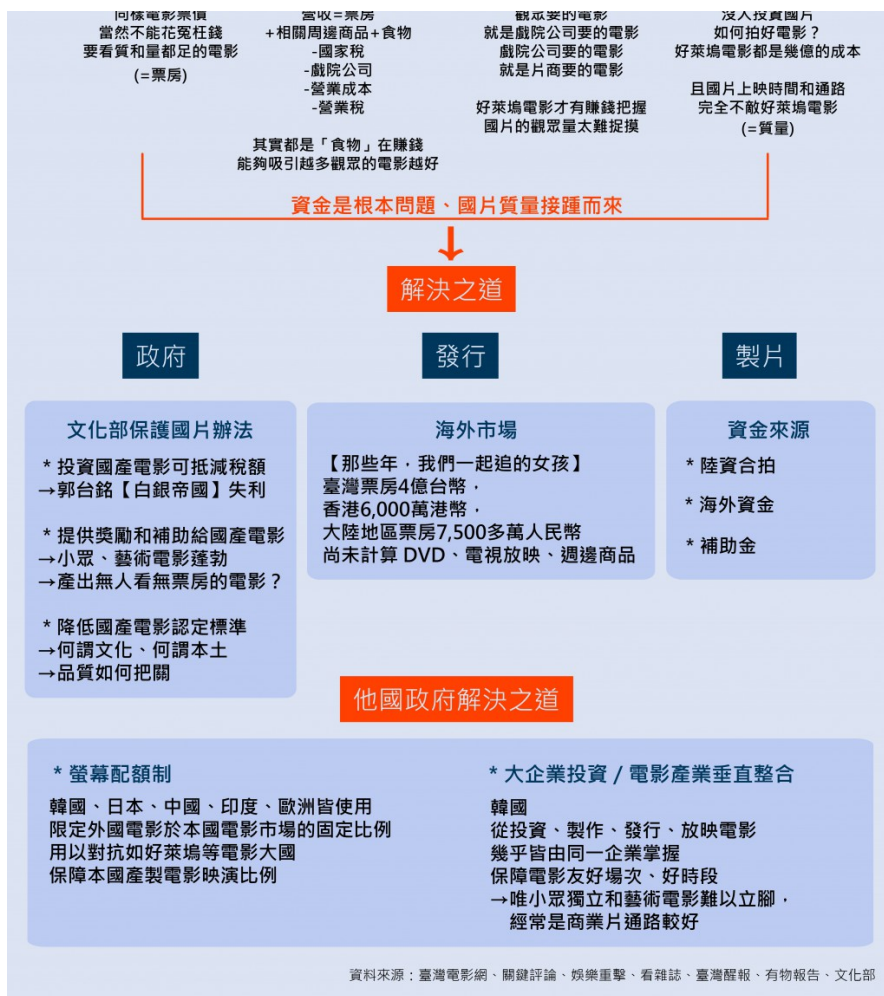 同樣電影票價
當然不能花冤枉錢
要看質和量都足的電影
(=票房)
營收=票房
+相關周邊商品+食物
-國家稅
-戲院公司
-營業成本
-營業稅
其實都是「食物」在賺錢
能夠吸引越多觀眾的電影越好
觀眾要的電影
就是戲院公司要的電影
戲院公司要的電影
就是片商要的電影
好萊塢電影才有賺錢把握
國片的觀眾量太難捉摸
沒人投資國片
如何拍好電影?
好萊塢電影都是幾億的成本
且國片上映時間和通路
完全不敵好萊塢電影
(=質量)
資金是根本問題、國片質量接踵而來
解決之道
政府
文化部保護國片辦法
* 投資國產電影可抵減稅額
→郭台銘【白銀帝國】失利
* 提供獎勵和補助給國產電影
→小眾、藝術電影蓬勃
→產出無人看無票房的電影?
* 降低國產電影認定標準
→何謂文化、何謂本土
→品質如何把關
發行
海外市場
【那些年,我們一起追的女孩】
臺灣票房4億台幣,
香港6,000萬港幣,
大陸地區票房7,500多萬人民幣
尚未計算 DVD、電視放映、週邊商品
製片
資金來源
* 陸資合拍
* 海外資金
* 補助金
他國政府解決之道
* 螢幕配額制
韓國、日本、中國、印度、歐洲皆使用
限定外國電影於本國電影市場的固定比例
用以對抗如好萊塢等電影大國
保障本國產製電影映演比例
* 大企業投資 / 電影產業垂直整合
韓國
從投資、製作、發行、放映電影
幾乎皆由同一企業掌握
保障電影友好場次、好時段
→唯小眾獨立和藝術電影難以立腳,
經常是商業片通路較好
資料來源:臺灣電影網、關鍵評論、娛樂重擊、看雜誌、臺灣醒報、有物報告、文化部